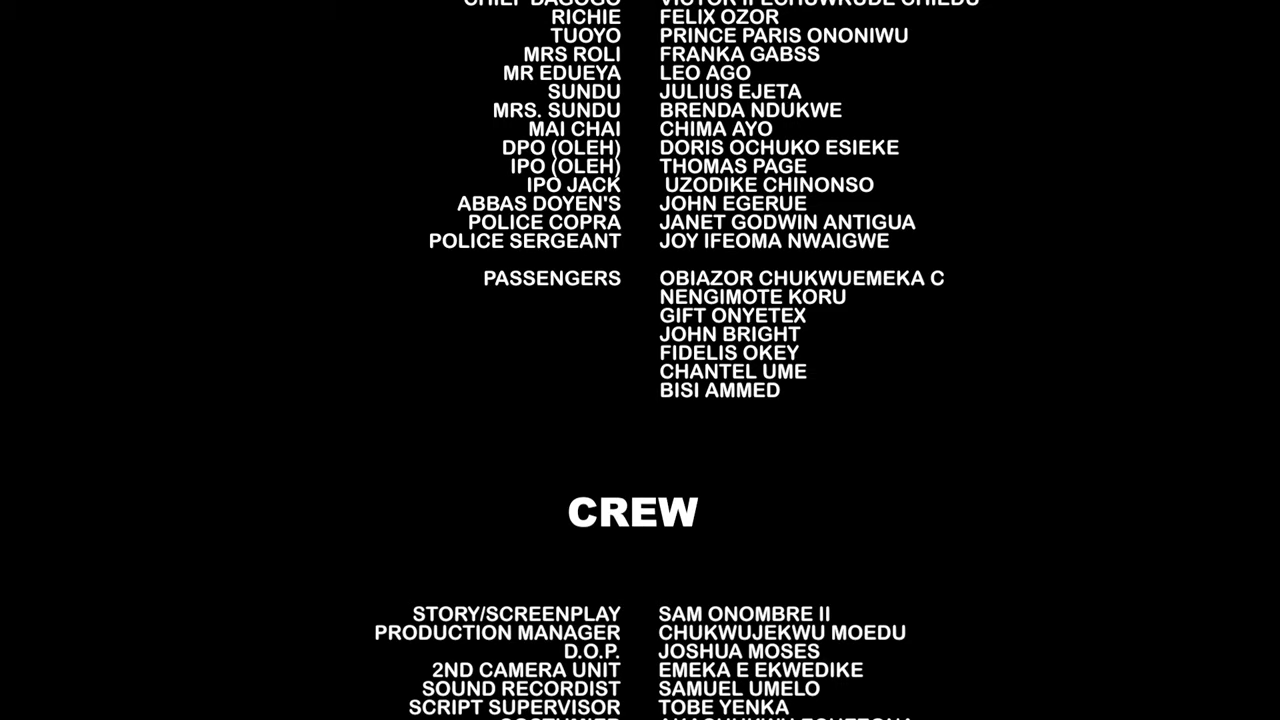 RICHIE FELIX OZOR
TUOYO PRINCE PARIS ONONIWU
MRS ROLI FRANKA GABSS
MR EDUEYA LEO AGO
SUNDU JULIUS EJETA
MRS. SUNDU BRENDA NDUKWE
MAI CHAI CHIMA AYO
DPO (OLEH) DORIS OCHUKO ESIEKE
IPO (OLEH) THOMAS PAGE
IPO JACK UZODIKE CHINONSO
ABBAS DOYEN'S JOHN EGERUE
POLICE COPRA JANET GODWIN ANTIGUA
POLICE SERGEANT JOY IFEOMA NWAIGWE
PASSENGERS OBIAZOR CHUKWUEMEKA C
NENGIMOTE KORU
GIFT ONYETEX
JOHN BRIGHT
FIDELIS OKEY
CHANTEL UME
BISI AMMED
CREW
STORY/SCREENPLAY SAM ONOMBRE II
PRODUCTION MANAGER CHUKWUJEKWU MOEDU
D.O.P. JOSHUA MOSES
2ND CAMERA UNIT EMEKA E EKWEDIKE
SOUND RECORDIST SAMUEL UMELO
SCRIPT SUPERVISOR TOBE YENKA